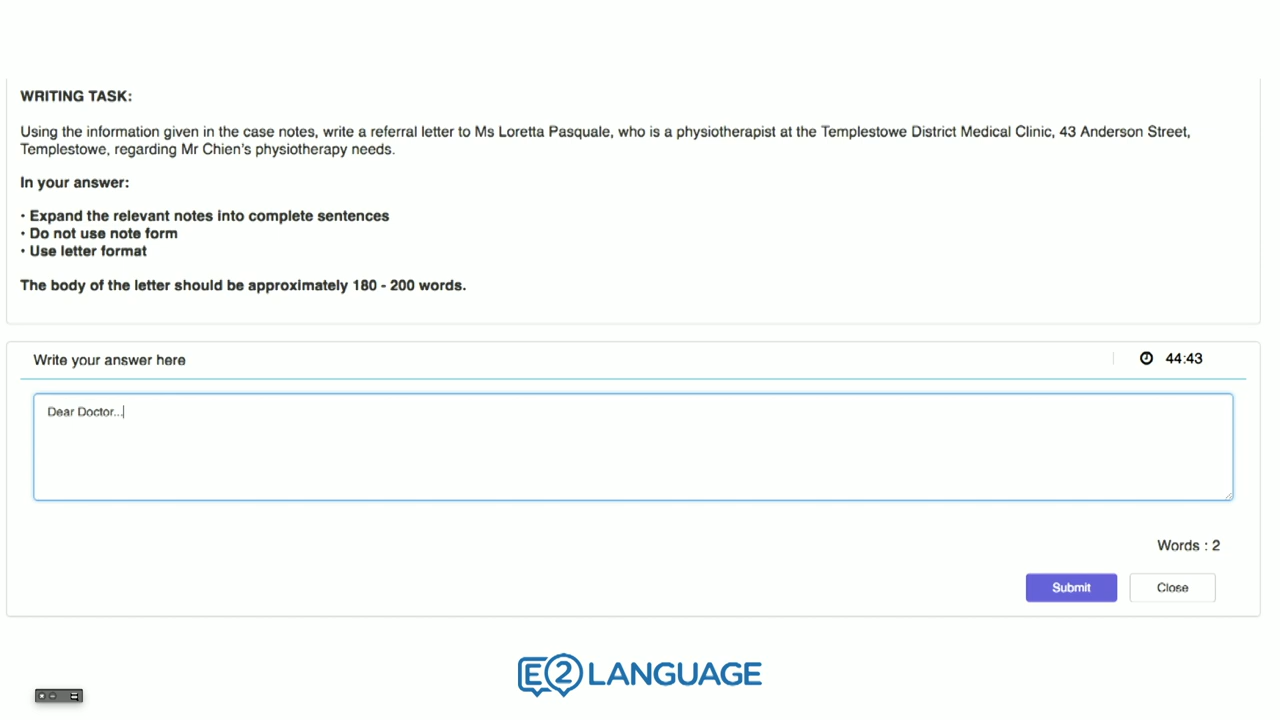 WRITING TASK:
Using the information given in the case notes, write a referral letter to Ms Loretta Pasquale, who is a physiotherapist at the Templestowe District Medical Clinic, 43 Anderson Street,
Templestowe, regarding Mr Chien's physiotherapy needs.
In your answer:
• Expand the relevant notes into complete sentences
• Do not use note form
• Use letter format
The body of the letter should be approximately 180 - 200 words.
Write your answer here
44:43
Dear Doctor...
Words : 2
Submit
Close
E2 LANGUAGE